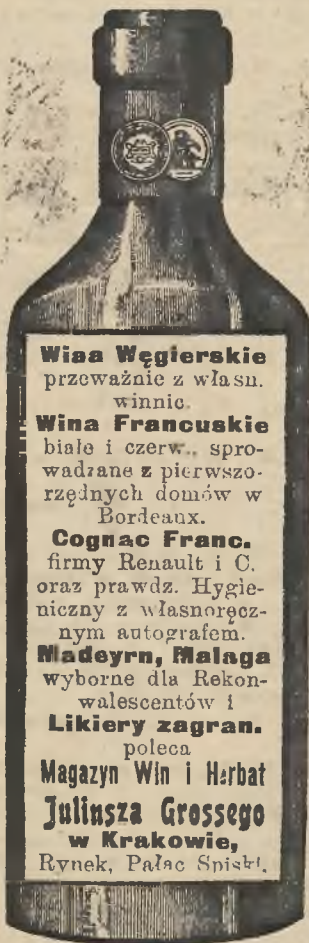 Wina Węgierskie
przeważnie z własn.
winnic.
Wina Francuskie
białe i czerw., spro-
wadzane z pierwszo-
rzędnych domów w
Bordeaux.
Cognac Franc.
firmy Renault i C.
oraz prawdz. Hygie-
niczny z własnoręcz-
nym autografem.
Madeyra, Malaga
wyborne dla Rekon-
walescentów i
Likiery zagran.
poleca
Magazyn Win i Herbat
Juliusza Grossego
w Krakowie,
Rynek, Pałac Spiski.